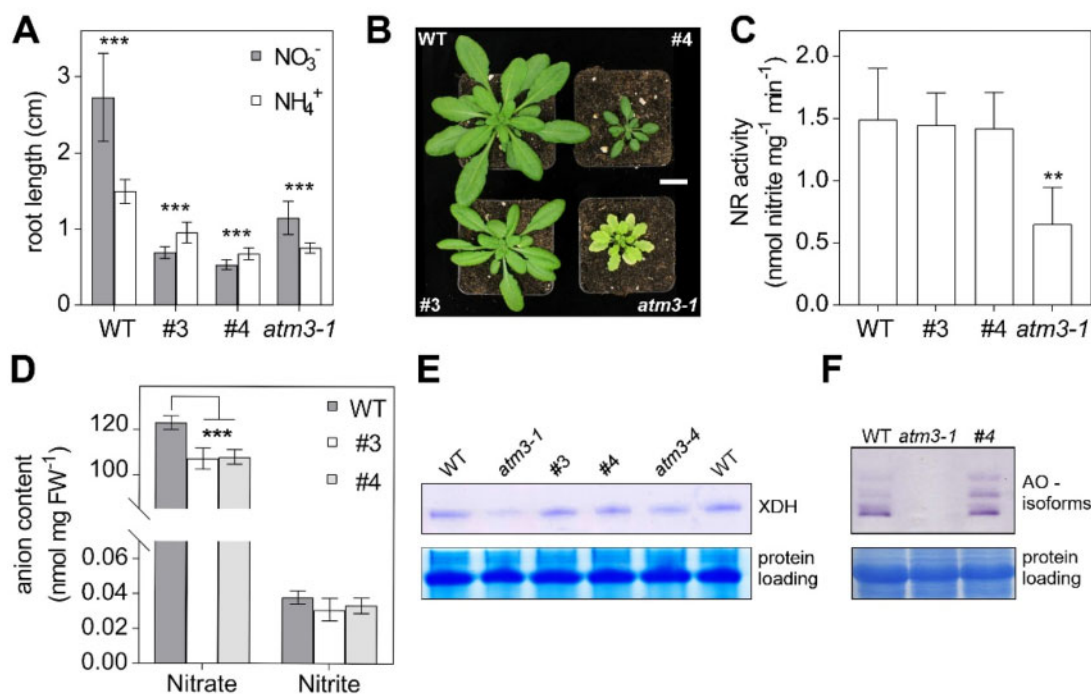 A
***
3
2
1
0
root length (cm)
NO₃⁻
NH₄⁺
***
***
***
WT
#3
#4
atm3-1
B
WT
#4
#3
atm3-1
C
2.0
1.5
1.0
0.5
0.0
NR activity
(nmol nitrite mg⁻¹ min⁻¹)
**
WT
#3
#4
atm3-1
D
120
100
0.06
0.04
0.02
0.00
anion content
(nmol mg FW⁻¹)
***
WT
#3
#4
Nitrate
Nitrite
E
WT
atm3-1
#3
#4
atm3-4
WT
XDH
protein
loading
F
WT atm3-1 #4
AO -
isoforms
protein
loading